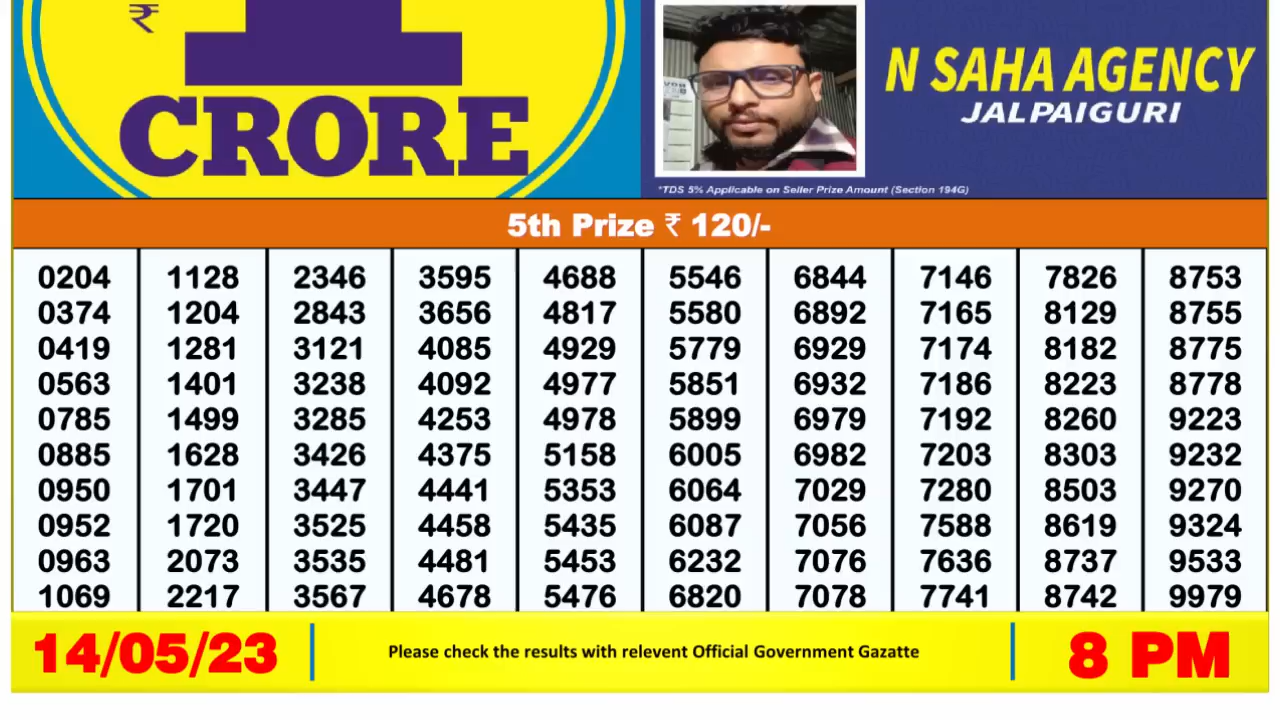 ₹
1
CRORE
N SAHA AGENCY
JALPAIGURI
*TDS 5% Applicable on Seller Prize Amount (Section 194G)
5th Prize ₹ 120/-
0204 1128 2346 3595 4688 5546 6844 7146 7826 8753
0374 1204 2843 3656 4817 5580 6892 7165 8129 8755
0419 1281 3121 4085 4929 5779 6929 7174 8182 8775
0563 1401 3238 4092 4977 5851 6932 7186 8223 8778
0785 1499 3285 4253 4978 5899 6979 7192 8260 9223
0885 1628 3426 4375 5158 6005 6982 7203 8303 9232
0950 1701 3447 4441 5353 6064 7029 7280 8503 9270
0952 1720 3525 4458 5435 6087 7056 7588 8619 9324
0963 2073 3535 4481 5453 6232 7076 7636 8737 9533
1069 2217 3567 4678 5476 6820 7078 7741 8742 9979
14/05/23
Please check the results with relevent Official Government Gazatte
8 PM